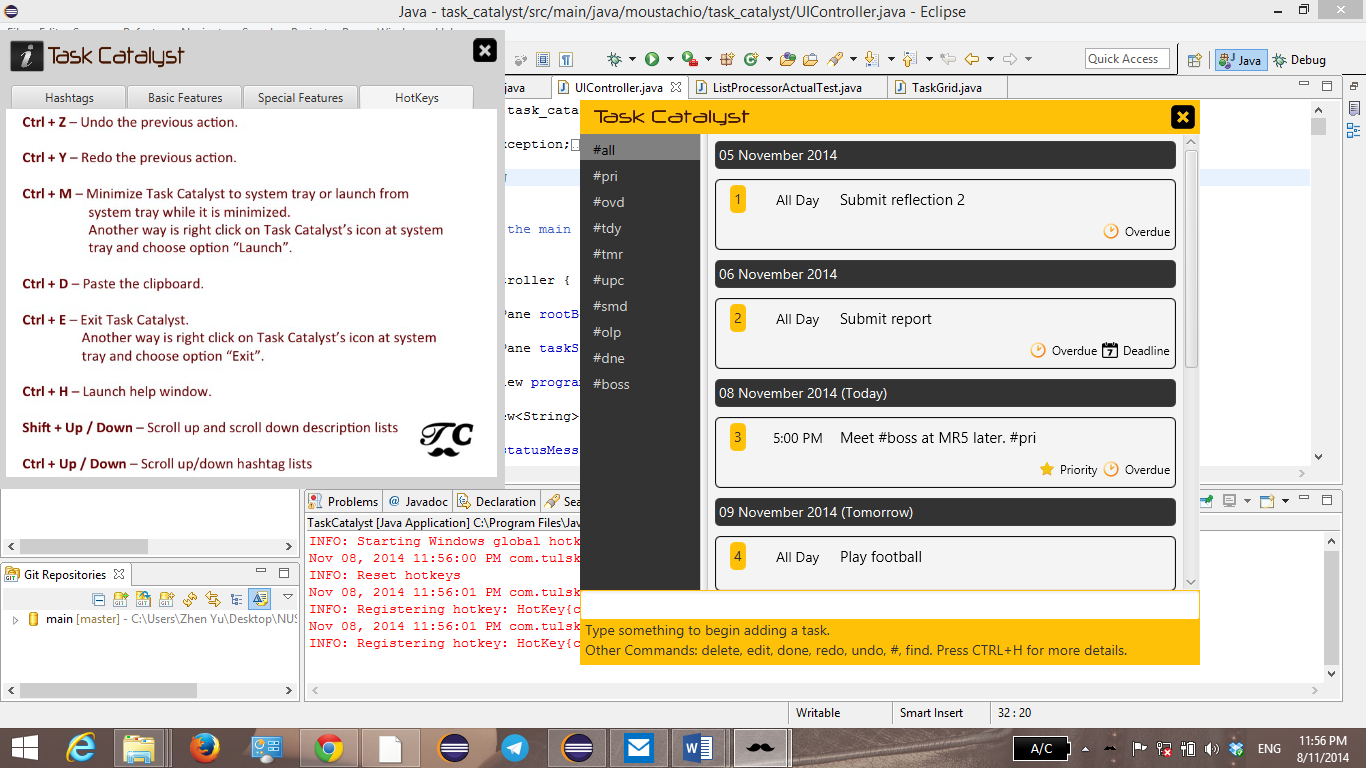 Java - task_catalyst/src/main/java/moustachio/task_catalyst/UIController.java - Eclipse
Task Catalyst
Hashtags
Basic Features
Special Features
HotKeys
Ctrl + Z – Undo the previous action.
Ctrl + Y – Redo the previous action.
Ctrl + M – Minimize Task Catalyst to system tray or launch from
system tray while it is minimized.
Another way is right click on Task Catalyst's icon at system
tray and choose option “Launch”.
Ctrl + D – Paste the clipboard.
Ctrl + E – Exit Task Catalyst.
Another way is right click on Task Catalyst's icon at system
tray and choose option “Exit”.
Ctrl + H – Launch help window.
Shift + Up / Down – Scroll up and scroll down description lists
Ctrl + Up / Down – Scroll up/down hashtag lists
TC
Quick Access
Java
Debug
java
UIController.java
ListProcessorActualTest.java
TaskGrid.java
task_ca
ception;
the main
troller {
Pane rootB
Pane taskS
iew program
ew<String>
statusMess
Task Catalyst
#all
#pri
#ovd
#tdy
#tmr
#upc
#smd
#olp
#dne
#boss
05 November 2014
1 All Day Submit reflection 2
Overdue
06 November 2014
2 All Day Submit report
Overdue 7 Deadline
08 November 2014 (Today)
3 5:00 PM Meet #boss at MR5 later. #pri
Priority Overdue
09 November 2014 (Tomorrow)
4 All Day Play football
Type something to begin adding a task.
Other Commands: delete, edit, done, redo, undo, #, find. Press CTRL+H for more details.
Problems
@ Javadoc
Declaration
Sea
TaskCatalyst [Java Application] C:\Program Files\Jav
INFO: Starting Windows global hotk
Nov 08, 2014 11:56:00 PM com.tulsk
INFO: Reset hotkeys
Nov 08, 2014 11:56:01 PM com.tulsk
INFO: Registering hotkey: HotKey{c
Nov 08, 2014 11:56:01 PM com.tulsk
INFO: Registering hotkey: HotKey{c
Git Repositories
main [master] - C:\Users\Zhen Yu\Desktop\NUS
Writable
Smart Insert
32 : 20
A/C
ENG
11:56 PM
8/11/2014